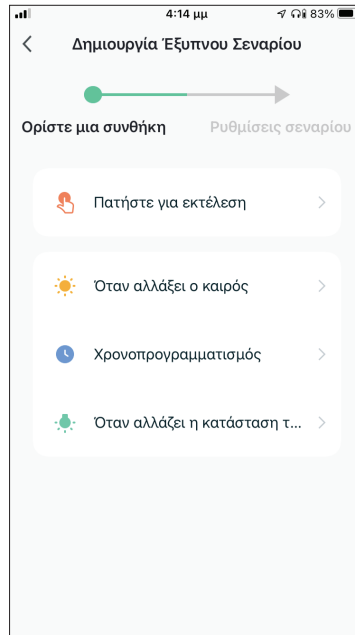 4:14 μμ 83%
Δημιουργία Έξυπνου Σεναρίου
Ορίστε μια συνθήκη Ρυθμίσεις σεναρίου
Πατήστε για εκτέλεση
Όταν αλλάξει ο καιρός
Χρονοπρογραμματισμός
Όταν αλλάζει η κατάσταση τ...